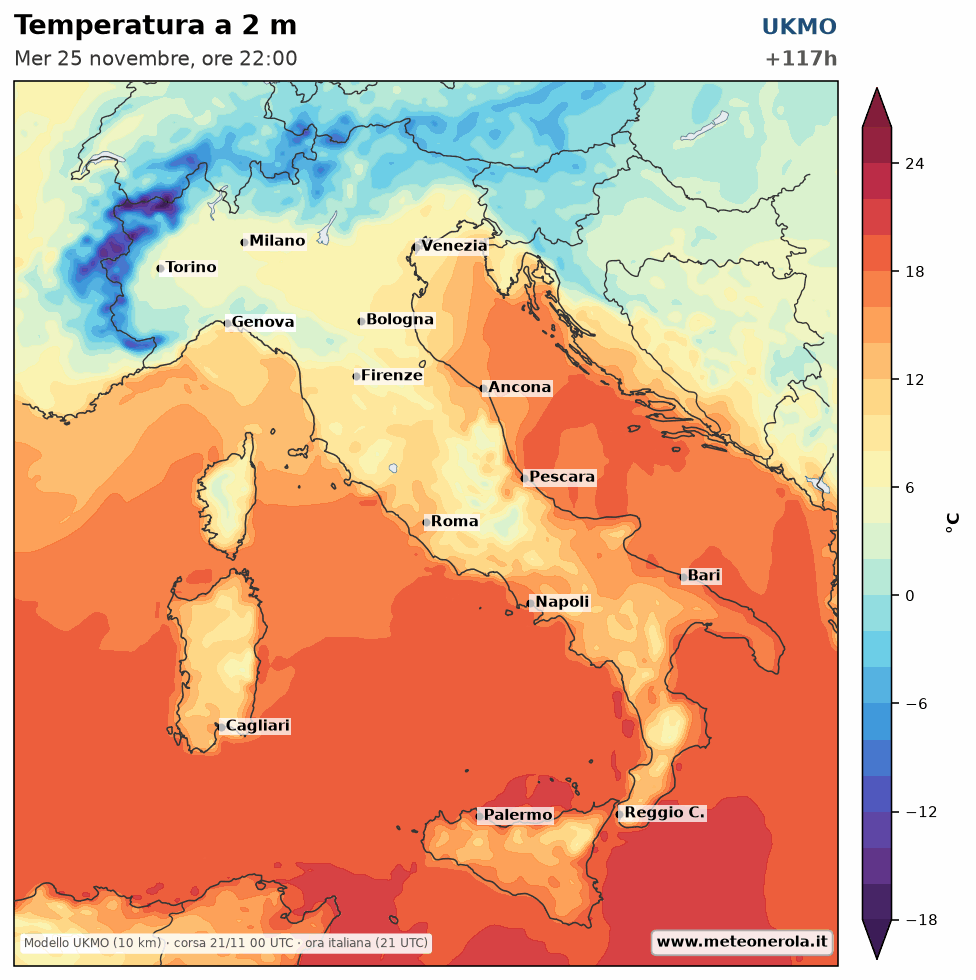 Temperatura a 2 m
UKMO
Mer 25 novembre, ore 22:00
+117h
24
18
12
6
0
−6
−12
−18
°C
Milano
Venezia
Torino
Genova
Bologna
Firenze
Ancona
Pescara
Roma
Bari
Napoli
Cagliari
Palermo
Reggio C.
Modello UKMO (10 km) · corsa 21/11 00 UTC · ora italiana (21 UTC)
www.meteonerola.it